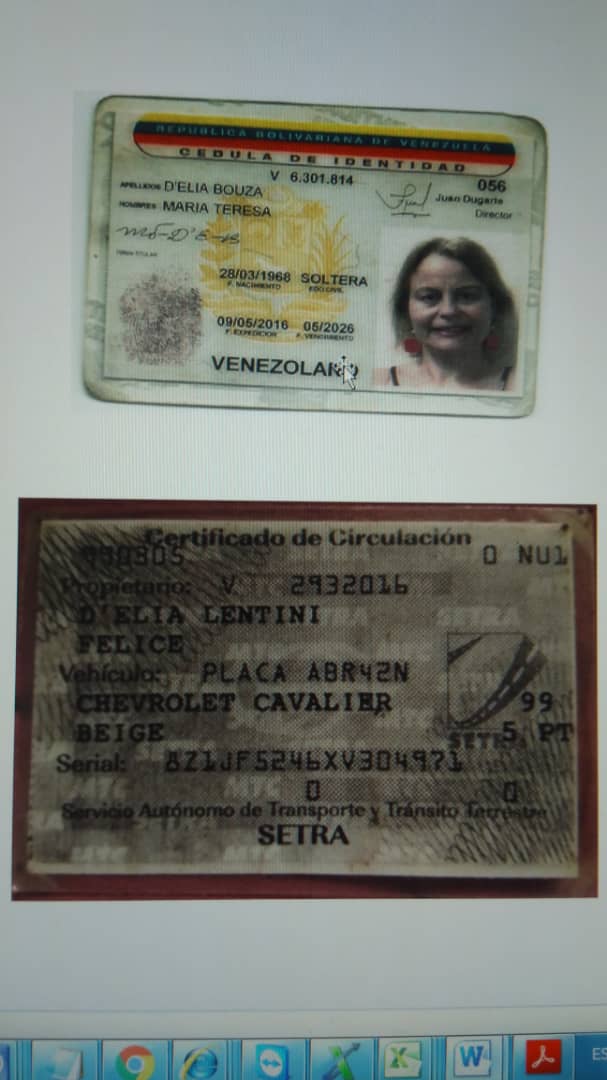 REPUBLICA BOLIVARIANA DE VENEZUELA
CEDULA DE IDENTIDAD
V 6.301.814
056
APELLIDOS D'ELIA BOUZA
Juan Dugarte
Director
NOMBRES MARIA TERESA
FIRMA TITULAR
28/03/1968 SOLTERA
F. NACIMIENTO EDO CIVIL
09/05/2016 05/2026
F. EXPEDICION F. VENCIMIENTO
VENEZOLANO
Certificado de Circulación
990305 0 NU1
Propietario: V 2932016
D'ELIA LENTINI
FELICE
Vehículo: PLACA ABR42N
CHEVROLET CAVALIER 99
BEIGE 5 PT
SETRA
Serial: 8Z1JF5246XV304971
0 0
Servicio Autónomo de Transporte y Tránsito Terrestre
SETRA
ES